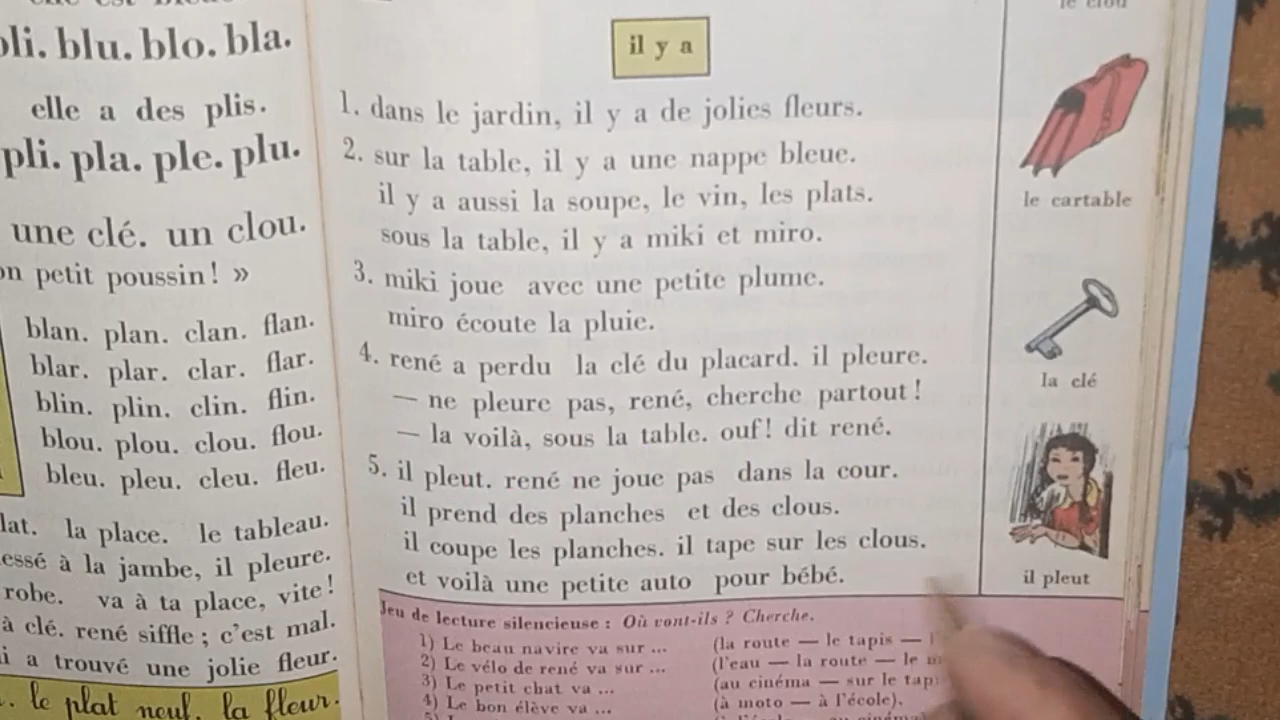 bleu
pli. blu. blo. bla.
elle a des plis.
pli. pla. ple. plu.
une clé. un clou.
petit poussin ! »
blan. plan. clan. flan.
blar. plar. clar. flar.
blin. plin. clin. flin.
blou. plou. clou. flou.
bleu. pleu. cleu. fleu.
la place. le tableau.
à la jambe, il pleure.
robe. va à ta place, vite !
à clé. rené siffle ; c'est mal.
a trouvé une jolie fleur.
le plat neuf. la fleur.
il y a
1. dans le jardin, il y a de jolies fleurs.
2. sur la table, il y a une nappe bleue.
il y a aussi la soupe, le vin, les plats.
sous la table, il y a miki et miro.
3. miki joue avec une petite plume.
miro écoute la pluie.
4. rené a perdu la clé du placard. il pleure.
— ne pleure pas, rené, cherche partout !
— la voilà, sous la table. ouf ! dit rené.
5. il pleut. rené ne joue pas dans la cour.
il prend des planches et des clous.
il coupe les planches. il tape sur les clous.
et voilà une petite auto pour bébé.
Jeu de lecture silencieuse : Où vont-ils ? Cherche.
1) Le beau navire va sur ... (la route — le tapis —
2) Le vélo de rené va sur ... (l'eau — la route — le
3) Le petit chat va ... (au cinéma — sur le
4) Le bon élève va ... (à moto — à l'école).
le clou
le cartable
la clé
il pleut